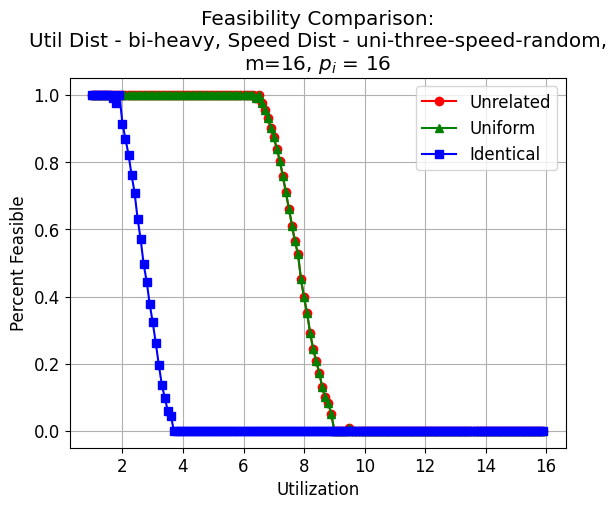 Feasibility Comparison:
Util Dist - bi-heavy, Speed Dist - uni-three-speed-random,
m=16, pᵢ = 16
1.0
0.8
0.6
0.4
0.2
0.0
Percent Feasible
Unrelated
Uniform
Identical
2 4 6 8 10 12 14 16
Utilization